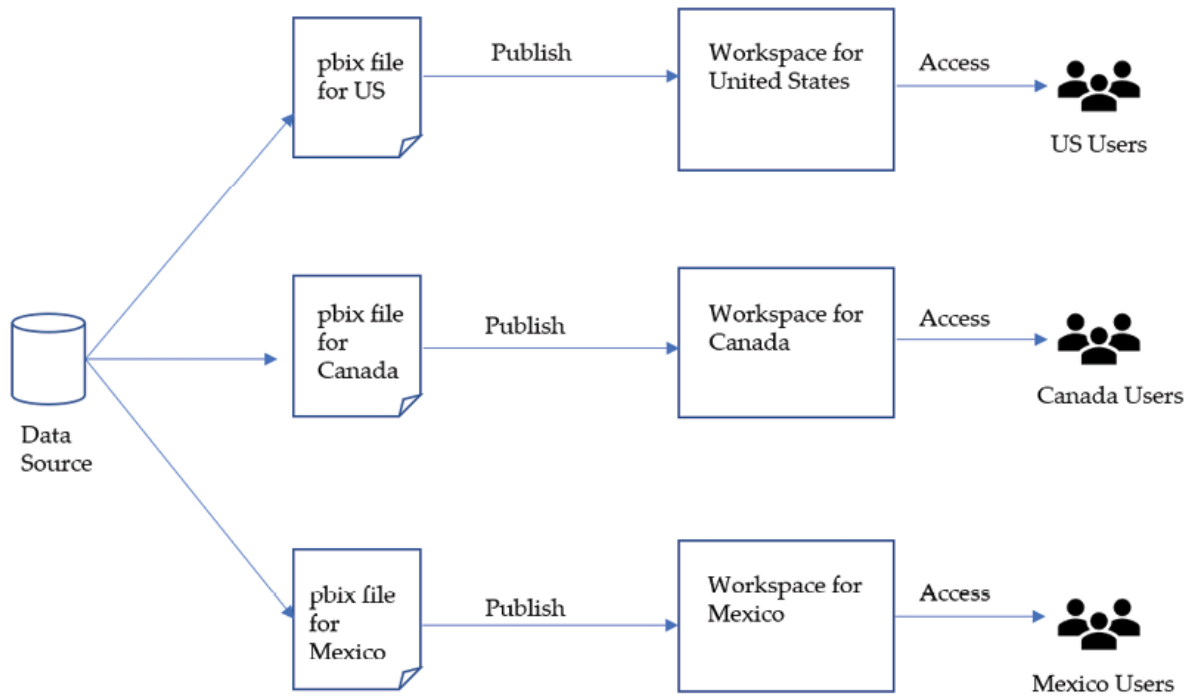 pbix file
for US
Publish
Workspace for
United States
Access
US Users
pbix file
for
Canada
Publish
Workspace for
Canada
Access
Canada Users
Data
Source
pbix file
for
Mexico
Publish
Workspace for
Mexico
Access
Mexico Users